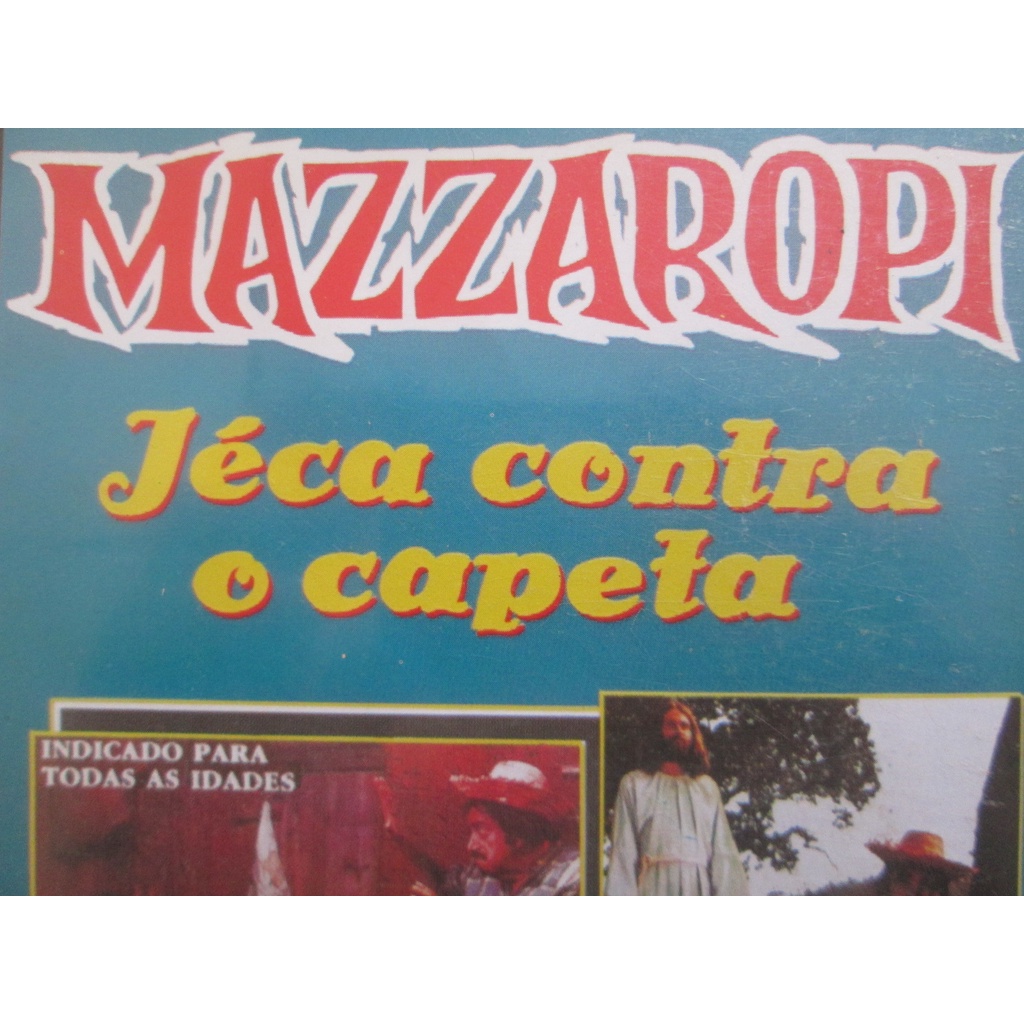 MAZZAROPI
Jéca contra
o capeta
INDICADO PARA
TODAS AS IDADES